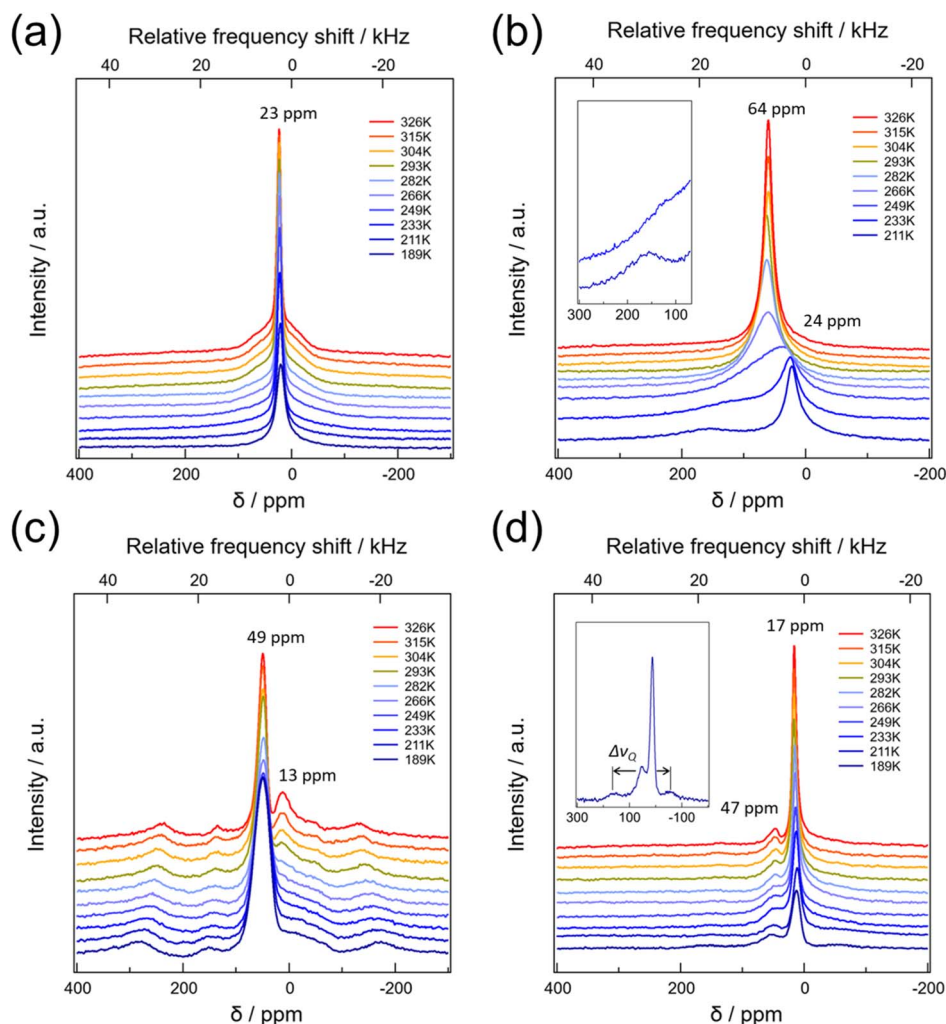 (a)
Relative frequency shift / kHz
40 20 0 -20
Intensity / a.u.
23 ppm
326K
315K
304K
293K
282K
266K
249K
233K
211K
189K
400 200 0 -200
δ / ppm
(b)
Relative frequency shift / kHz
40 20 0 -20
Intensity / a.u.
64 ppm
24 ppm
326K
315K
304K
293K
282K
266K
249K
233K
211K
300 200 100
400 200 0 -200
δ / ppm
(c)
Relative frequency shift / kHz
40 20 0 -20
Intensity / a.u.
49 ppm
13 ppm
326K
315K
304K
293K
282K
266K
249K
233K
211K
189K
400 200 0 -200
δ / ppm
(d)
Relative frequency shift / kHz
40 20 0 -20
Intensity / a.u.
17 ppm
47 ppm
326K
315K
304K
293K
282K
266K
249K
233K
211K
189K
ΔνQ
300 100 -100
400 200 0 -200
δ / ppm